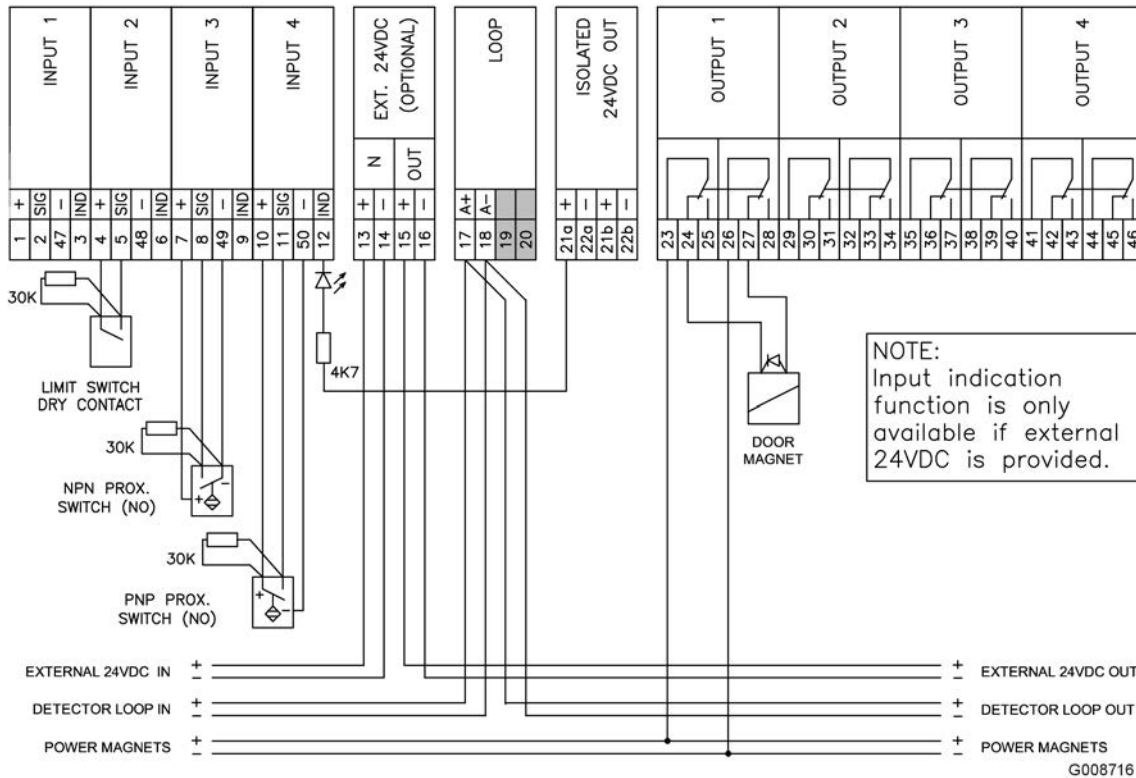 INPUT 1
INPUT 2
INPUT 3
INPUT 4
EXT. 24VDC
(OPTIONAL)
LOOP
ISOLATED
24VDC OUT
OUTPUT 1
OUTPUT 2
OUTPUT 3
OUTPUT 4
N
OUT
+ SIG − IND + SIG − IND + SIG − IND + SIG − IND
1 2 47 3 4 5 48 6 7 8 49 9 10 11 50 12
+ − + −
13 14 15 16
A+ A−
17 18 19 20
+ − + −
21a 22a 21b 22b
23 24 25 26 27 28 29 30 31 32 33 34 35 36 37 38 39 40 41 42 43 44 45 46
30K
LIMIT SWITCH
DRY CONTACT
4K7
30K
NPN PROX.
SWITCH (NO)
+ −
30K
PNP PROX.
SWITCH (NO)
+ −
DOOR
MAGNET
NOTE:
Input indication
function is only
available if external
24VDC is provided.
EXTERNAL 24VDC IN + −
+ − EXTERNAL 24VDC OUT
DETECTOR LOOP IN + −
+ − DETECTOR LOOP OUT
POWER MAGNETS + −
+ − POWER MAGNETS
G008716